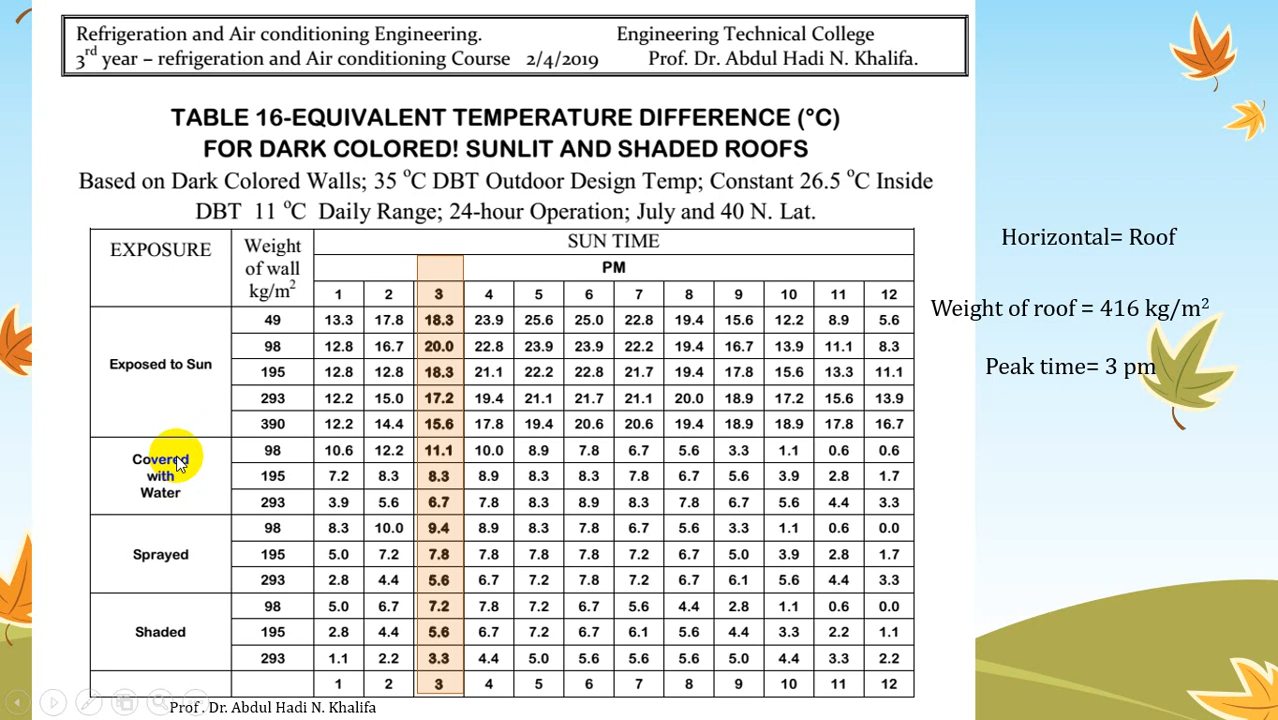 Refrigeration and Air conditioning Engineering. Engineering Technical College
3rd year – refrigeration and Air conditioning Course 2/4/2019 Prof. Dr. Abdul Hadi N. Khalifa.
TABLE 16-EQUIVALENT TEMPERATURE DIFFERENCE (°C)
FOR DARK COLORED! SUNLIT AND SHADED ROOFS
Based on Dark Colored Walls; 35 °C DBT Outdoor Design Temp; Constant 26.5 °C Inside
DBT 11 °C Daily Range; 24-hour Operation; July and 40 N. Lat.
EXPOSURE Weight of wall kg/m² SUN TIME
PM
1 2 3 4 5 6 7 8 9 10 11 12
Exposed to Sun
49 13.3 17.8 18.3 23.9 25.6 25.0 22.8 19.4 15.6 12.2 8.9 5.6
98 12.8 16.7 20.0 22.8 23.9 23.9 22.2 19.4 16.7 13.9 11.1 8.3
195 12.8 12.8 18.3 21.1 22.2 22.8 21.7 19.4 17.8 15.6 13.3 11.1
293 12.2 15.0 17.2 19.4 21.1 21.7 21.1 20.0 18.9 17.2 15.6 13.9
390 12.2 14.4 15.6 17.8 19.4 20.6 20.6 19.4 18.9 18.9 17.8 16.7
Covered
with
Water
98 10.6 12.2 11.1 10.0 8.9 7.8 6.7 5.6 3.3 1.1 0.6 0.6
195 7.2 8.3 8.3 8.9 8.3 8.3 7.8 6.7 5.6 3.9 2.8 1.7
293 3.9 5.6 6.7 7.8 8.3 8.9 8.3 7.8 6.7 5.6 4.4 3.3
Sprayed
98 8.3 10.0 9.4 8.9 8.3 7.8 6.7 5.6 3.3 1.1 0.6 0.0
195 5.0 7.2 7.8 7.8 7.8 7.8 7.2 6.7 5.0 3.9 2.8 1.7
293 2.8 4.4 5.6 6.7 7.2 7.8 7.2 6.7 6.1 5.6 4.4 3.3
Shaded
98 5.0 6.7 7.2 7.8 7.2 6.7 5.6 4.4 2.8 1.1 0.6 0.0
195 2.8 4.4 5.6 6.7 7.2 6.7 6.1 5.6 4.4 3.3 2.2 1.1
293 1.1 2.2 3.3 4.4 5.0 5.6 5.6 5.6 5.0 4.4 3.3 2.2
1 2 3 4 5 6 7 8 9 10 11 12
Prof . Dr. Abdul Hadi N. Khalifa
Horizontal= Roof
Weight of roof = 416 kg/m²
Peak time= 3 pm